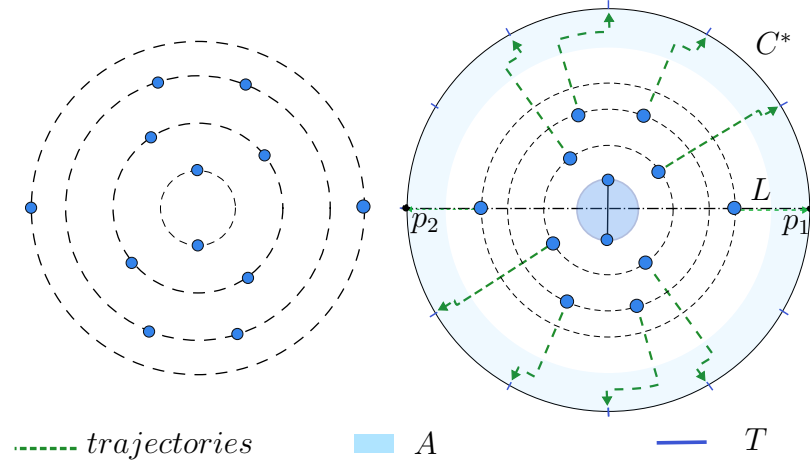 C*
L
p₂
p₁
trajectories
A
T